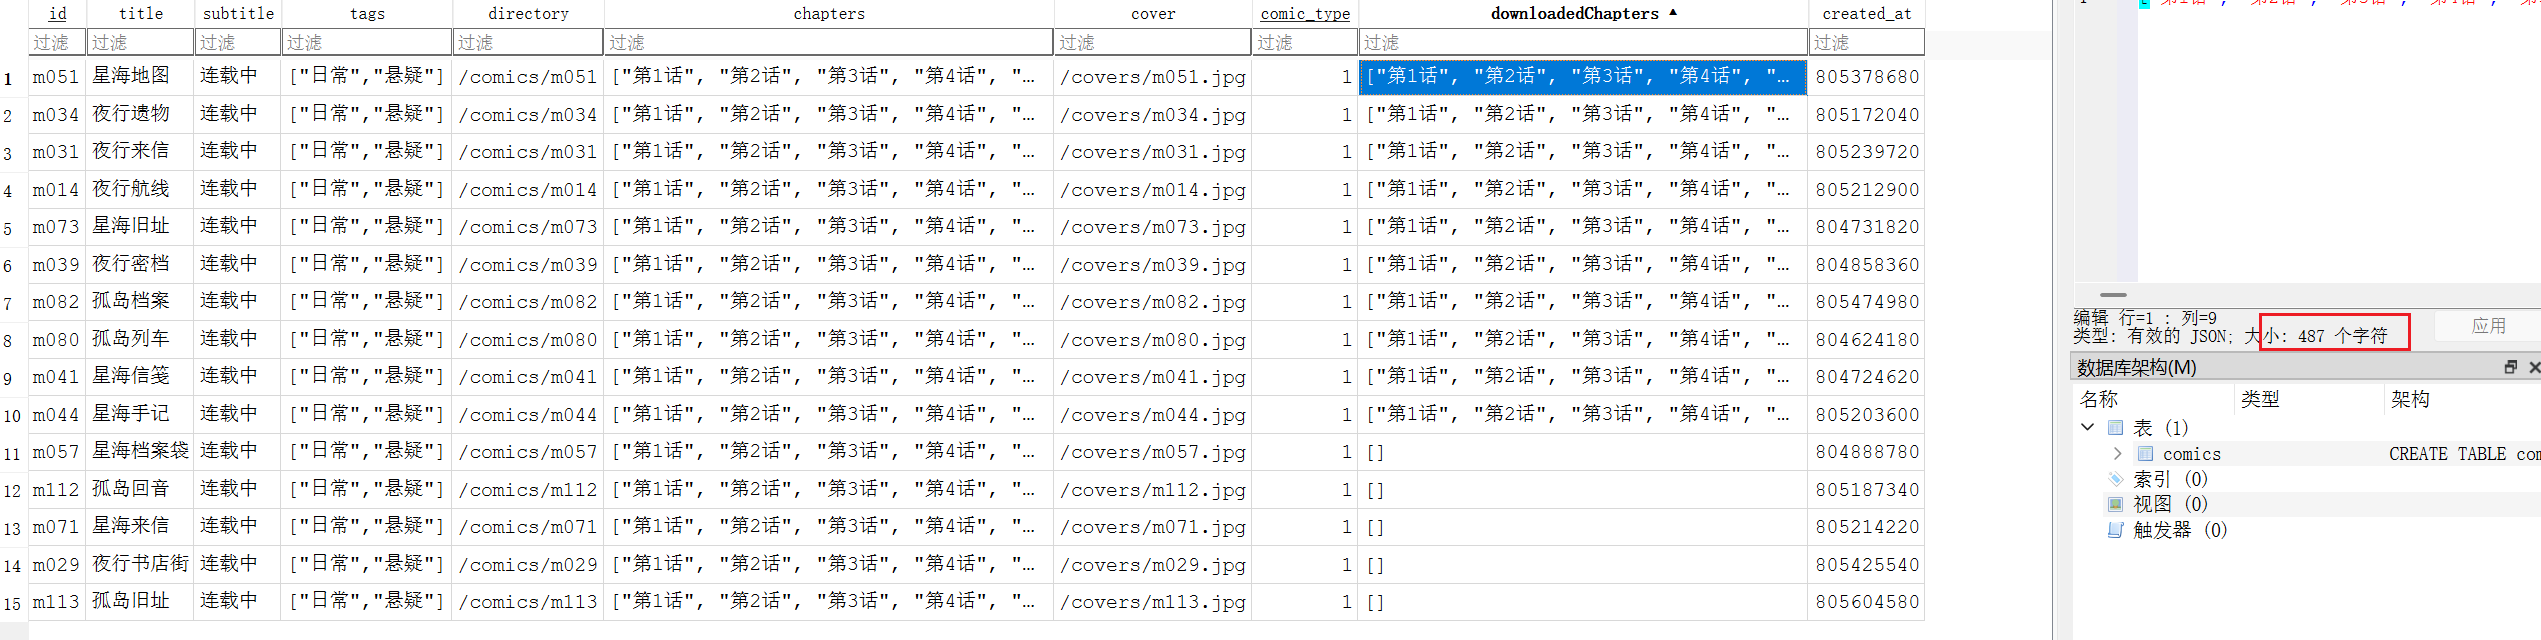 id title subtitle tags directory chapters cover comic_type downloadedChapters ▲ created_at
过滤 过滤 过滤 过滤 过滤 过滤 过滤 过滤 过滤 过滤
1 m051 星海地图 连载中 ["日常","悬疑"] /comics/m051 ["第1话", "第2话", "第3话", "第4话", "… /covers/m051.jpg 1 ["第1话", "第2话", "第3话", "第4话", "… 805378680
2 m034 夜行遗物 连载中 ["日常","悬疑"] /comics/m034 ["第1话", "第2话", "第3话", "第4话", "… /covers/m034.jpg 1 ["第1话", "第2话", "第3话", "第4话", "… 805172040
3 m031 夜行来信 连载中 ["日常","悬疑"] /comics/m031 ["第1话", "第2话", "第3话", "第4话", "… /covers/m031.jpg 1 ["第1话", "第2话", "第3话", "第4话", "… 805239720
4 m014 夜行航线 连载中 ["日常","悬疑"] /comics/m014 ["第1话", "第2话", "第3话", "第4话", "… /covers/m014.jpg 1 ["第1话", "第2话", "第3话", "第4话", "… 805212900
5 m073 星海旧址 连载中 ["日常","悬疑"] /comics/m073 ["第1话", "第2话", "第3话", "第4话", "… /covers/m073.jpg 1 ["第1话", "第2话", "第3话", "第4话", "… 804731820
6 m039 夜行密档 连载中 ["日常","悬疑"] /comics/m039 ["第1话", "第2话", "第3话", "第4话", "… /covers/m039.jpg 1 ["第1话", "第2话", "第3话", "第4话", "… 804858360
7 m082 孤岛档案 连载中 ["日常","悬疑"] /comics/m082 ["第1话", "第2话", "第3话", "第4话", "… /covers/m082.jpg 1 ["第1话", "第2话", "第3话", "第4话", "… 805474980
8 m080 孤岛列车 连载中 ["日常","悬疑"] /comics/m080 ["第1话", "第2话", "第3话", "第4话", "… /covers/m080.jpg 1 ["第1话", "第2话", "第3话", "第4话", "… 804624180
9 m041 星海信笺 连载中 ["日常","悬疑"] /comics/m041 ["第1话", "第2话", "第3话", "第4话", "… /covers/m041.jpg 1 ["第1话", "第2话", "第3话", "第4话", "… 804724620
10 m044 星海手记 连载中 ["日常","悬疑"] /comics/m044 ["第1话", "第2话", "第3话", "第4话", "… /covers/m044.jpg 1 ["第1话", "第2话", "第3话", "第4话", "… 805203600
11 m057 星海档案袋 连载中 ["日常","悬疑"] /comics/m057 ["第1话", "第2话", "第3话", "第4话", "… /covers/m057.jpg 1 [] 804888780
12 m112 孤岛回音 连载中 ["日常","悬疑"] /comics/m112 ["第1话", "第2话", "第3话", "第4话", "… /covers/m112.jpg 1 [] 805187340
13 m071 星海来信 连载中 ["日常","悬疑"] /comics/m071 ["第1话", "第2话", "第3话", "第4话", "… /covers/m071.jpg 1 [] 805214220
14 m029 夜行书店街 连载中 ["日常","悬疑"] /comics/m029 ["第1话", "第2话", "第3话", "第4话", "… /covers/m029.jpg 1 [] 805425540
15 m113 孤岛旧址 连载中 ["日常","悬疑"] /comics/m113 ["第1话", "第2话", "第3话", "第4话", "… /covers/m113.jpg 1 [] 805604580
编辑 行=1 : 列=9
类型: 有效的 JSON; 大小: 487 个字符
应用
数据库架构(M)
名称 类型 架构
表 (1)
comics CREATE TABLE com
索引 (0)
视图 (0)
触发器 (0)